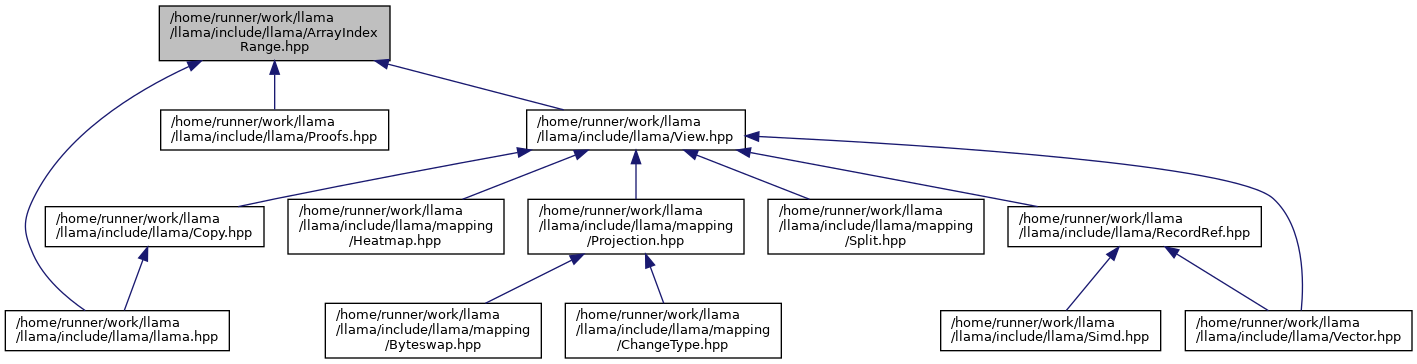 /home/runner/work/llama
/llama/include/llama/ArrayIndex
Range.hpp
/home/runner/work/llama
/llama/include/llama/Proofs.hpp
/home/runner/work/llama
/llama/include/llama/View.hpp
/home/runner/work/llama
/llama/include/llama/Copy.hpp
/home/runner/work/llama
/llama/include/llama/mapping
/Heatmap.hpp
/home/runner/work/llama
/llama/include/llama/mapping
/Projection.hpp
/home/runner/work/llama
/llama/include/llama/mapping
/Split.hpp
/home/runner/work/llama
/llama/include/llama/RecordRef.hpp
/home/runner/work/llama
/llama/include/llama/llama.hpp
/home/runner/work/llama
/llama/include/llama/mapping
/Byteswap.hpp
/home/runner/work/llama
/llama/include/llama/mapping
/ChangeType.hpp
/home/runner/work/llama
/llama/include/llama/Simd.hpp
/home/runner/work/llama
/llama/include/llama/Vector.hpp